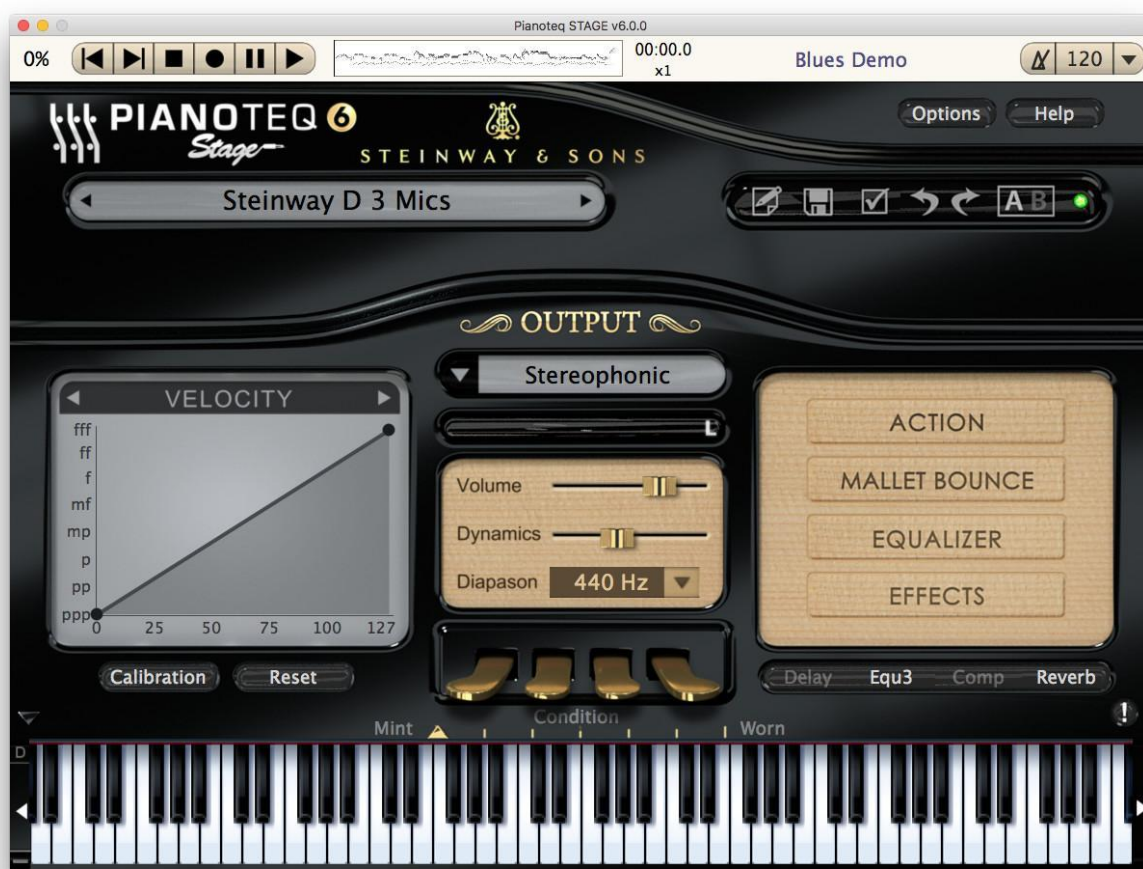 Pianoteq STAGE v6.0.0
0%
00:00.0
x1
Blues Demo
120
PIANOTEQ 6
Stage
STEINWAY & SONS
Options
Help
Steinway D 3 Mics
A B
OUTPUT
VELOCITY
fff
ff
f
mf
mp
p
pp
ppp
0 25 50 75 100 127
Calibration
Reset
Stereophonic
L
Volume
Dynamics
Diapason 440 Hz
ACTION
MALLET BOUNCE
EQUALIZER
EFFECTS
Delay Equ3 Comp Reverb
!
Mint Condition Worn
D